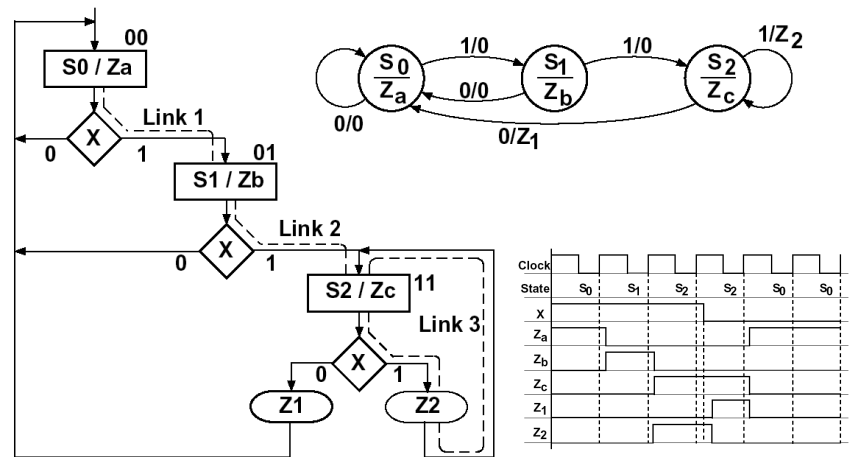 00
S0 / Za
Link 1
X
0
1
01
S1 / Zb
Link 2
X
0
1
S2 / Zc
11
Link 3
X
0
1
Z1
Z2
S0
Za
1/0
S1
Zb
1/0
S2
Zc
1/Z2
0/0
0/0
0/Z1
Clock
State
S0
S1
S2
S2
S0
S0
X
Za
Zb
Zc
Z1
Z2